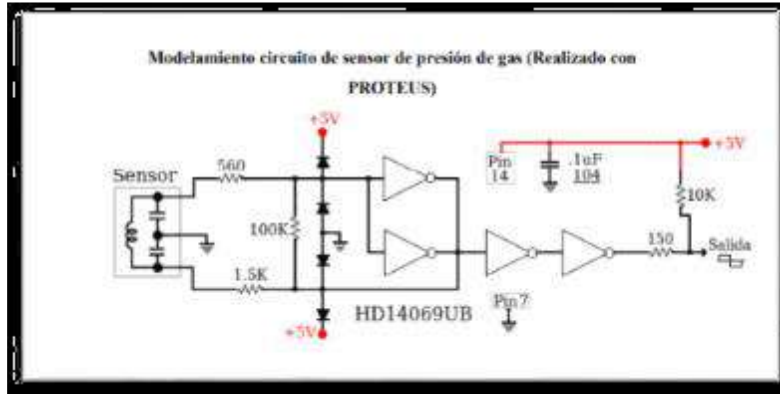 Modelamiento circuito de sensor de presión de gas (Realizado con
PROTEUS)
+5V
+5V
560
Pin
14
.1uF
104
Sensor
10K
100K
150
Salida
1.5K
Pin7
HD14069UB
+5V